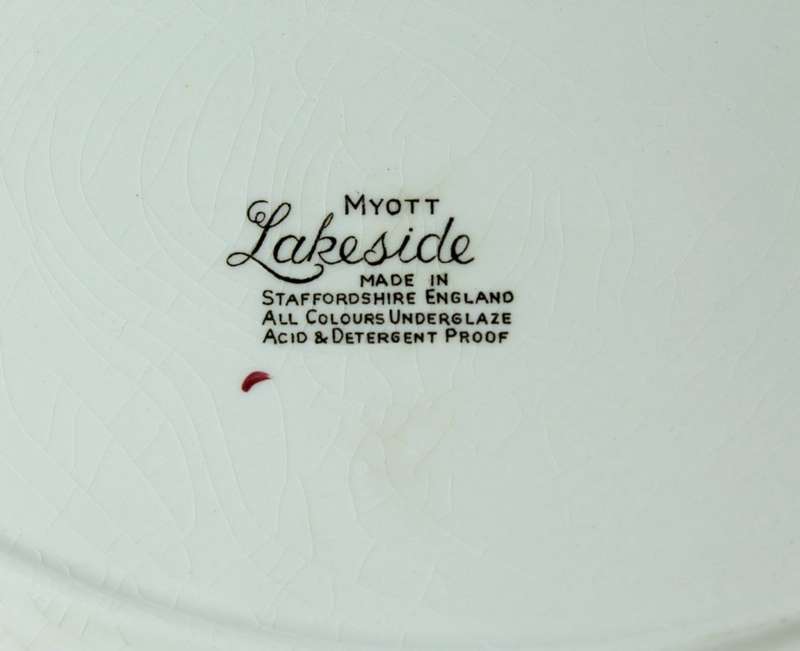 MYOTT
Lakeside
MADE IN
STAFFORDSHIRE ENGLAND
ALL COLOURS UNDERGLAZE
ACID & DETERGENT PROOF